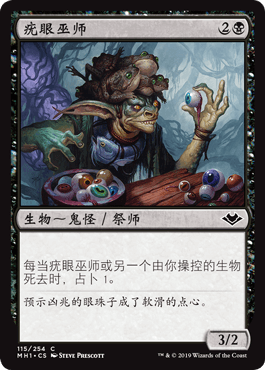 疣眼巫师 2
生物～鬼怪／祭师
每当疣眼巫师或另一个由你操控的生物
死去时，占卜1。
预示凶兆的眼珠子成了软滑的点心。
3/2
115/254 C
MH1 • CS STEVE PRESCOTT
™ & © 2019 Wizards of the Coast